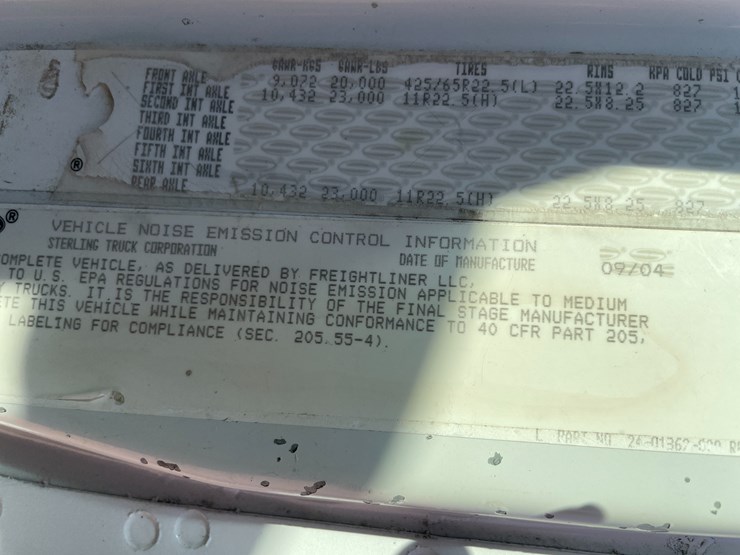 GAWR-KGS GAWR-LBS TIRES RIMS KPA COLD PSI
FRONT AXLE 9,072 20,000 425/65R22.5(L) 22.5X12.2 827
FIRST INT AXLE 10,432 23,000 11R22.5(H) 22.5X8.25 827
SECOND INT AXLE
THIRD INT AXLE
FOURTH INT AXLE
FIFTH INT AXLE
SIXTH INT AXLE
REAR AXLE 10,432 23,000 11R22.5(H) 22.5X8.25 827
®
®
VEHICLE NOISE EMISSION CONTROL INFORMATION
STERLING TRUCK CORPORATION DATE OF MANUFACTURE 09/04
OMPLETE VEHICLE, AS DELIVERED BY FREIGHTLINER LLC,
TO U.S. EPA REGULATIONS FOR NOISE EMISSION APPLICABLE TO MEDIUM
Y TRUCKS. IT IS THE RESPONSIBILITY OF THE FINAL STAGE MANUFACTURER
ETE THIS VEHICLE WHILE MAINTAINING CONFORMANCE TO 40 CFR PART 205,
LABELING FOR COMPLIANCE (SEC. 205.55-4).
PART NO 24-01367-000